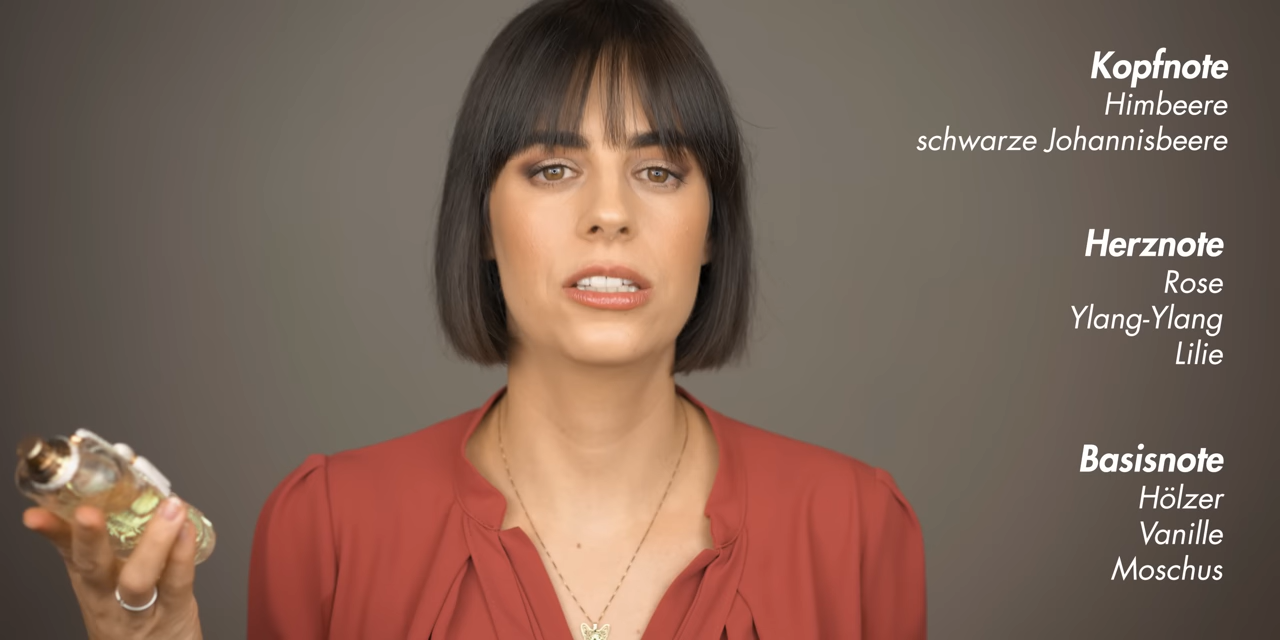 Kopfnote
Himbeere
schwarze Johannisbeere
Herznote
Rose
Ylang-Ylang
Lilie
Basisnote
Hölzer
Vanille
Moschus